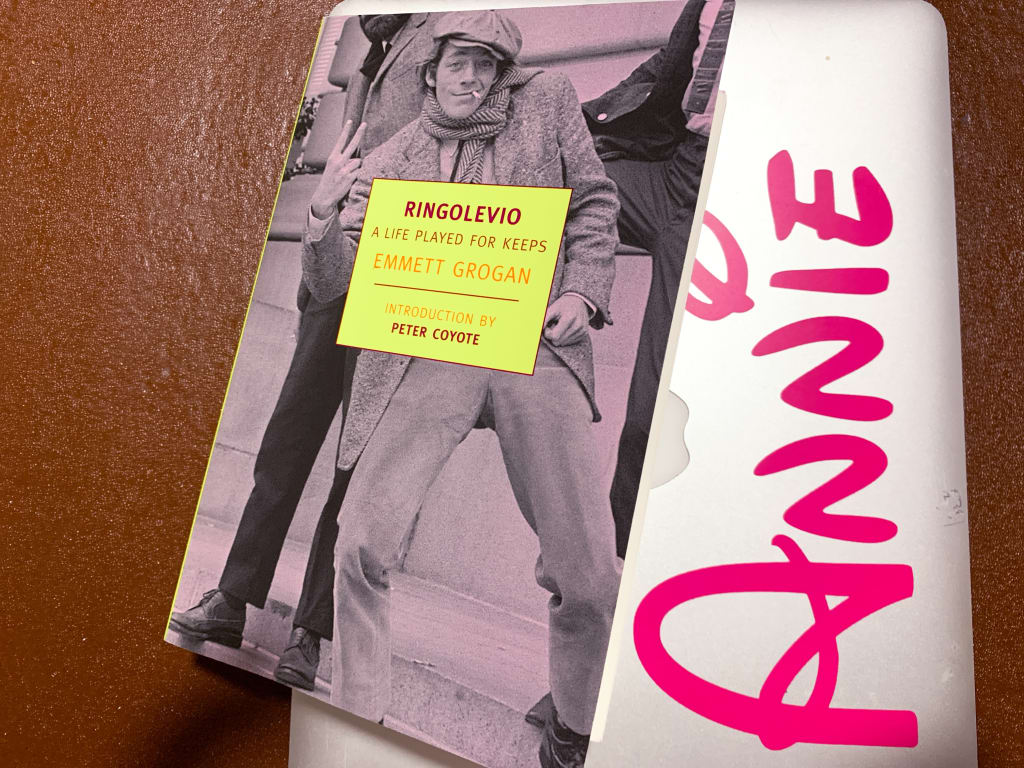 RINGOLEVIO
A LIFE PLAYED FOR KEEPS
EMMETT GROGAN
INTRODUCTION BY
PETER COYOTE
ANNIE